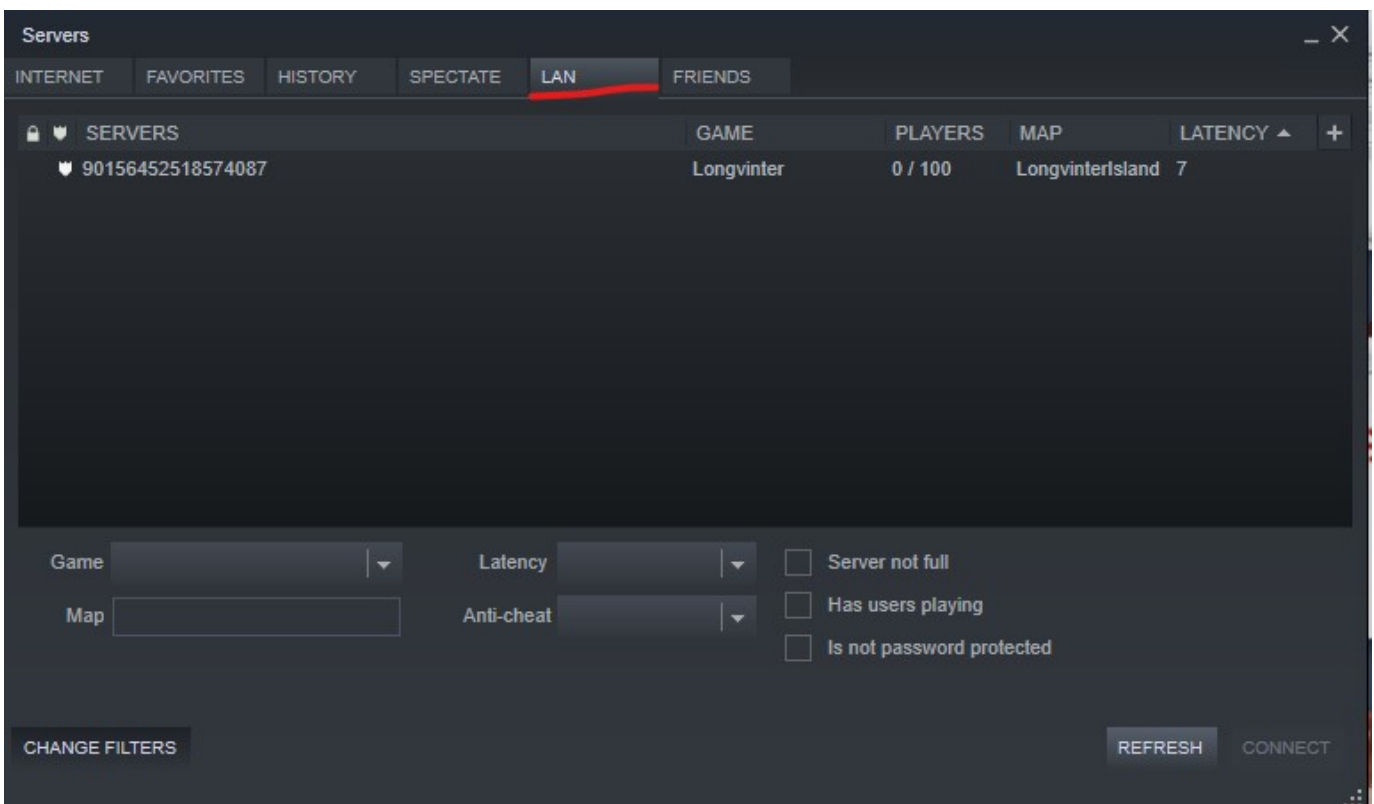 Servers
INTERNET FAVORITES HISTORY SPECTATE LAN FRIENDS
SERVERS GAME PLAYERS MAP LATENCY
90156452518574087 Longvinter 0 / 100 LongvinterIsland 7
Game Latency Server not full
Map Anti-cheat Has users playing
Is not password protected
CHANGE FILTERS REFRESH CONNECT